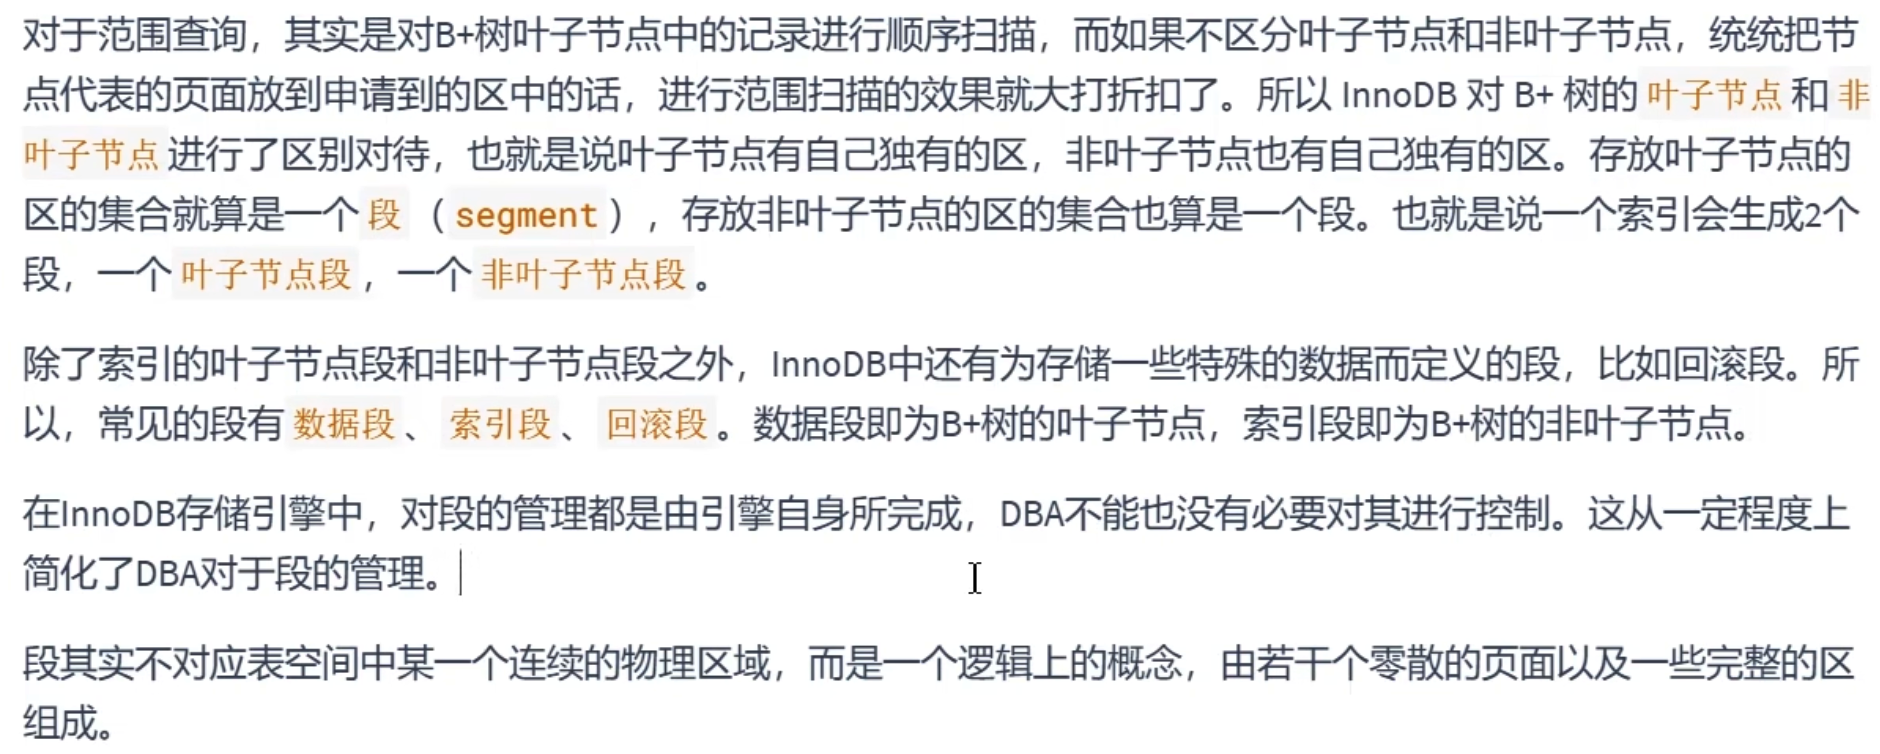 对于范围查询，其实是对B+树叶子节点中的记录进行顺序扫描，而如果不区分叶子节点和非叶子节点，统统把节
点代表的页面放到申请到的区中的话，进行范围扫描的效果就大打折扣了。所以 InnoDB 对 B+ 树的 叶子节点 和 非
叶子节点 进行了区别对待，也就是说叶子节点有自己独有的区，非叶子节点也有自己独有的区。存放叶子节点的
区的集合就算是一个 段 （ segment ），存放非叶子节点的区的集合也算是一个段。也就是说一个索引会生成2个
段，一个 叶子节点段 ，一个 非叶子节点段 。
除了索引的叶子节点段和非叶子节点段之外，InnoDB中还有为存储一些特殊的数据而定义的段，比如回滚段。所
以，常见的段有 数据段 、 索引段 、 回滚段 。数据段即为B+树的叶子节点，索引段即为B+树的非叶子节点。
在InnoDB存储引擎中，对段的管理都是由引擎自身所完成，DBA不能也没有必要对其进行控制。这从一定程度上
简化了DBA对于段的管理。
段其实不对应表空间中某一个连续的物理区域，而是一个逻辑上的概念，由若干个零散的页面以及一些完整的区
组成。